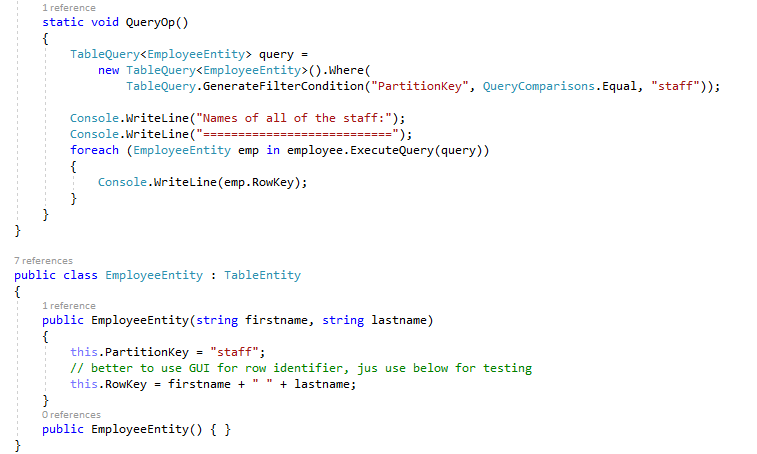 1 reference
static void QueryOp()
{
TableQuery<EmployeeEntity> query =
new TableQuery<EmployeeEntity>().Where(
TableQuery.GenerateFilterCondition("PartitionKey", QueryComparisons.Equal, "staff"));
Console.WriteLine("Names of all of the staff:");
Console.WriteLine("===========================");
foreach (EmployeeEntity emp in employee.ExecuteQuery(query))
{
Console.WriteLine(emp.RowKey);
}
}
}
7 references
public class EmployeeEntity : TableEntity
{
1 reference
public EmployeeEntity(string firstname, string lastname)
{
this.PartitionKey = "staff";
// better to use GUI for row identifier, jus use below for testing
this.RowKey = firstname + " " + lastname;
}
0 references
public EmployeeEntity() { }
}